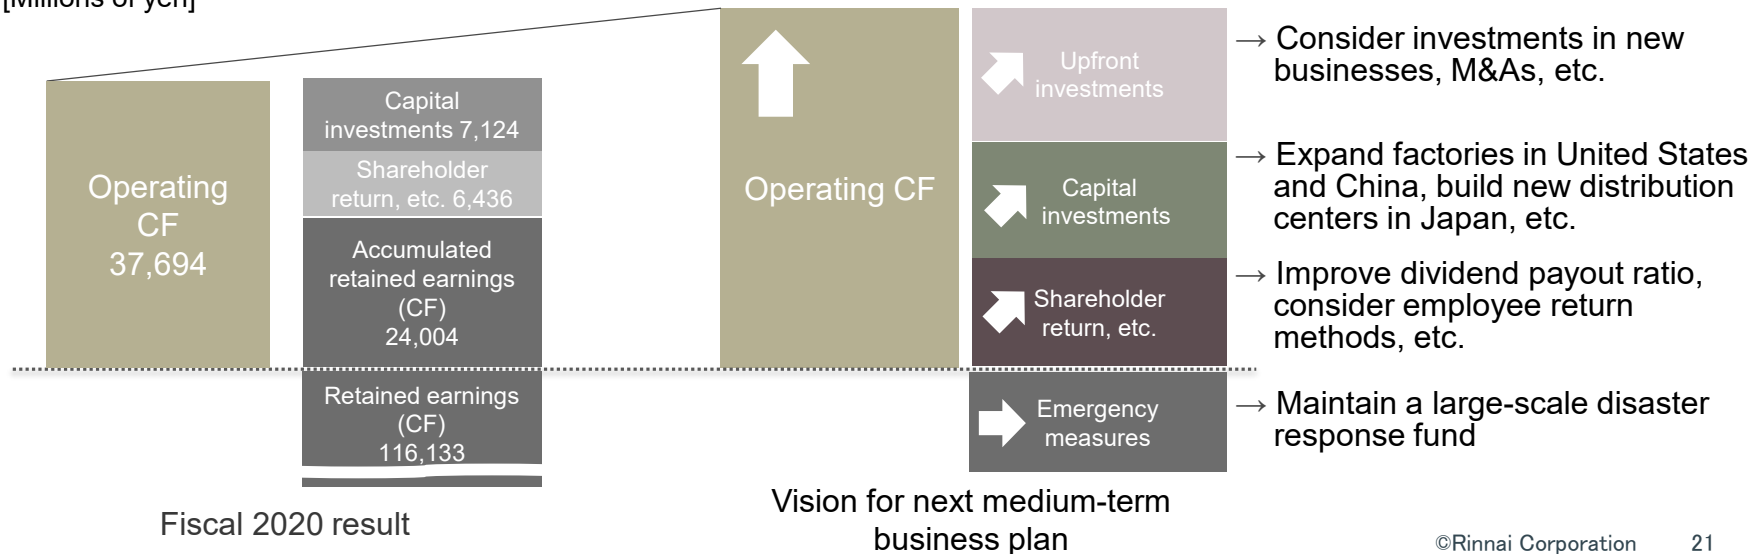 [Millions of yen]
Operating
CF
37,694
Capital
investments 7,124
Shareholder
return, etc. 6,436
Accumulated
retained earnings
(CF)
24,004
Retained earnings
(CF)
116,133
Fiscal 2020 result
Operating CF
Upfront
investments
Capital
investments
Shareholder
return, etc.
Emergency
measures
Vision for next medium-term
business plan
→ Consider investments in new
businesses, M&As, etc.
→ Expand factories in United States
and China, build new distribution
centers in Japan, etc.
→ Improve dividend payout ratio,
consider employee return
methods, etc.
→ Maintain a large-scale disaster
response fund
©Rinnai Corporation 21